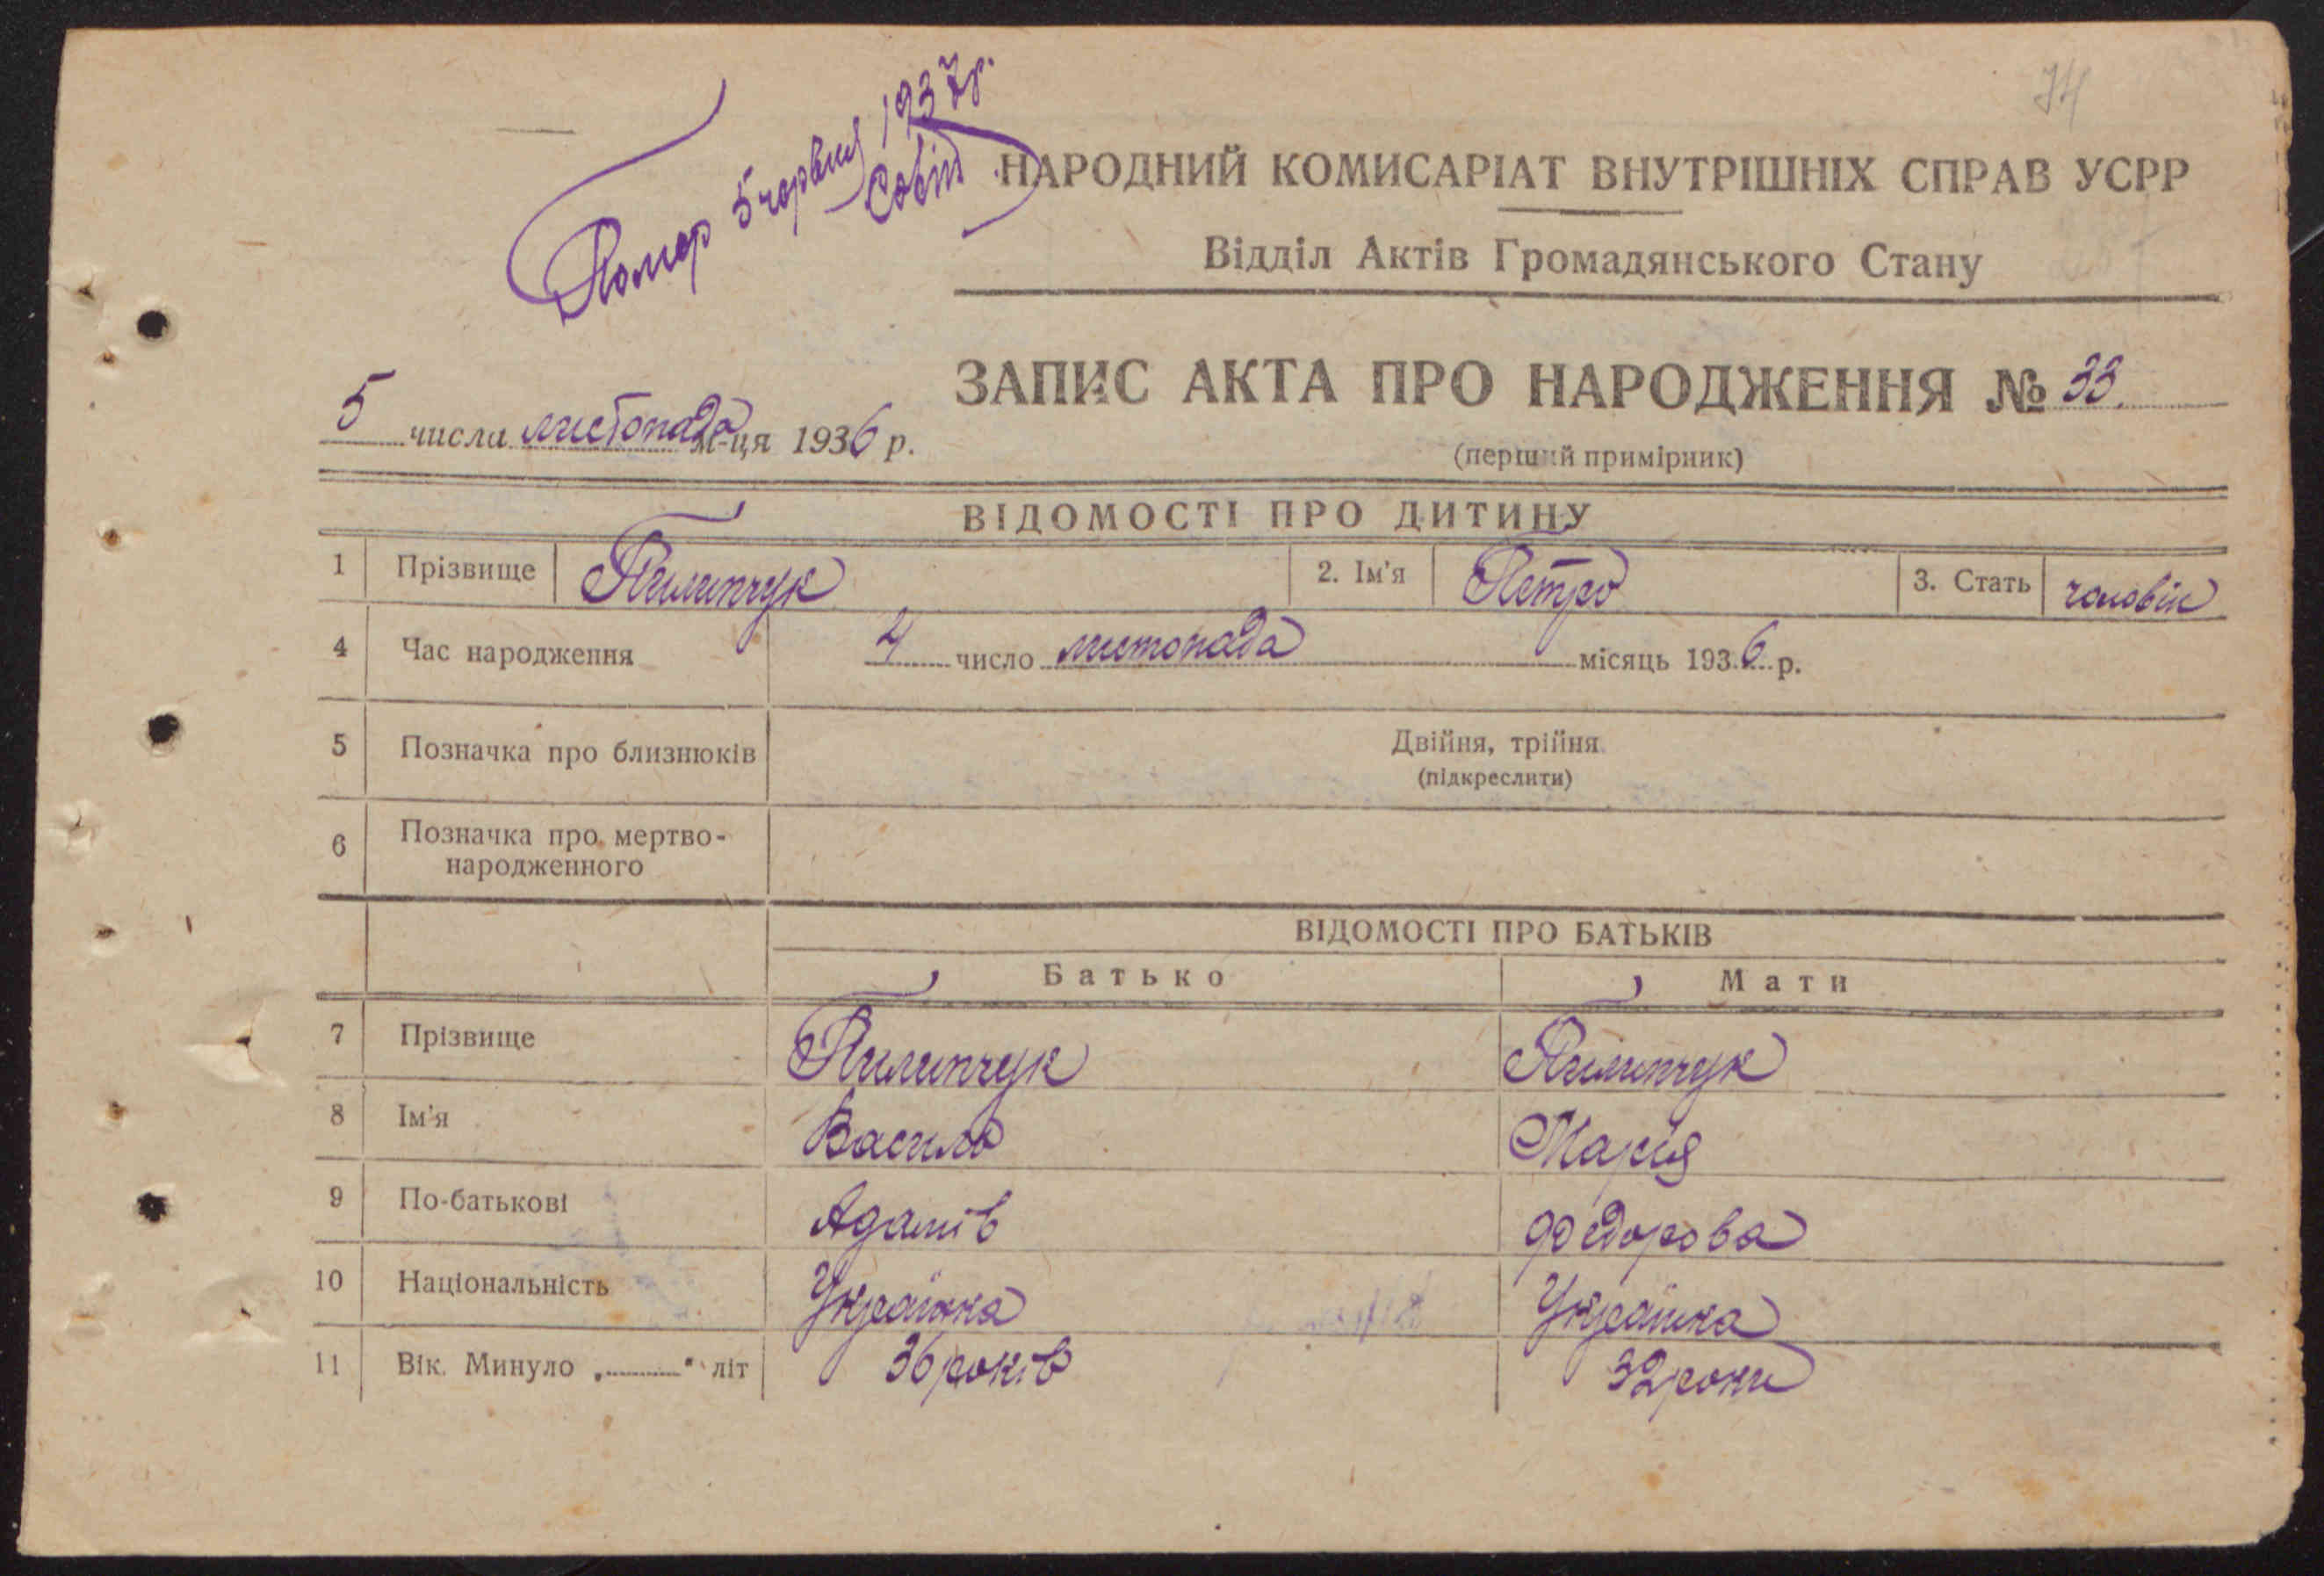 74
Помер 5 червня 1937 р.
НАРОДНИЙ КОМИСАРІАТ ВНУТРІШНІХ СПРАВ УСРР
Відділ Актів Громадянського Стану
ЗАПИС АКТА ПРО НАРОДЖЕННЯ № 33.
5 числа листопада м-ця 1936 р.
(перший примірник)
ВІДОМОСТІ ПРО ДИТИНУ
1 Прізвище Пилипчук 2. Ім'я Петро 3. Стать чоловік
4 Час народження 4 число листопада місяць 1936 р.
5 Позначка про близнюків Двійня, трійня
(підкреслити)
6 Позначка про мертво-
народженного
ВІДОМОСТІ ПРО БАТЬКІВ
Батько Мати
7 Прізвище Пилипчук Пилипчук
8 Ім'я Василь Мария
9 По-батькові Адамів Федорова
10 Національність Українка Українка
11 Вік. Минуло „ " літ 36 років 32 роки